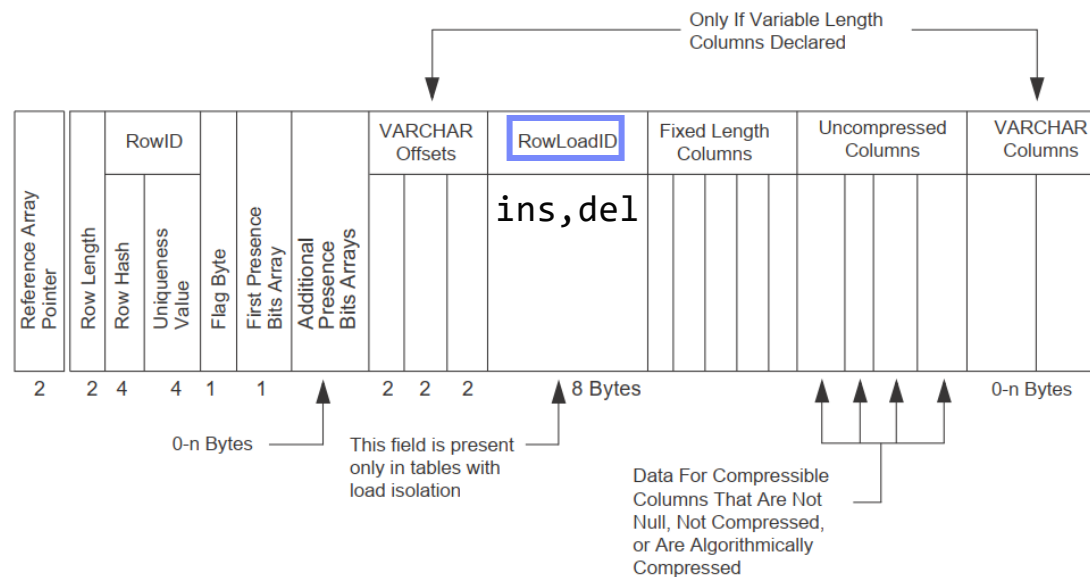 Only If Variable Length
Columns Declared
Reference Array
Pointer
Row Length
RowID
Row Hash
Uniqueness
Value
Flag Byte
First Presence
Bits Array
Additional
Presence
Bits Arrays
VARCHAR
Offsets
RowLoadID
ins,del
Fixed Length
Columns
Uncompressed
Columns
VARCHAR
Columns
2 2 4 4 1 1 2 2 2 8 Bytes 0-n Bytes
0-n Bytes
This field is present
only in tables with
load isolation
Data For Compressible
Columns That Are Not
Null, Not Compressed,
or Are Algorithmically
Compressed